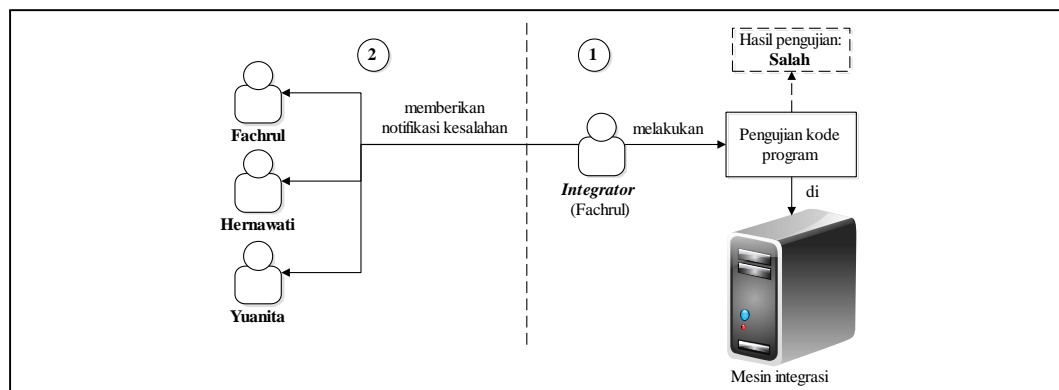 2
1
Hasil pengujian:
Salah
memberikan
notifikasi kesalahan
melakukan
Pengujian kode
program
Fachrul
Integrator
(Fachrul)
di
Hernawati
Yuanita
Mesin integrasi